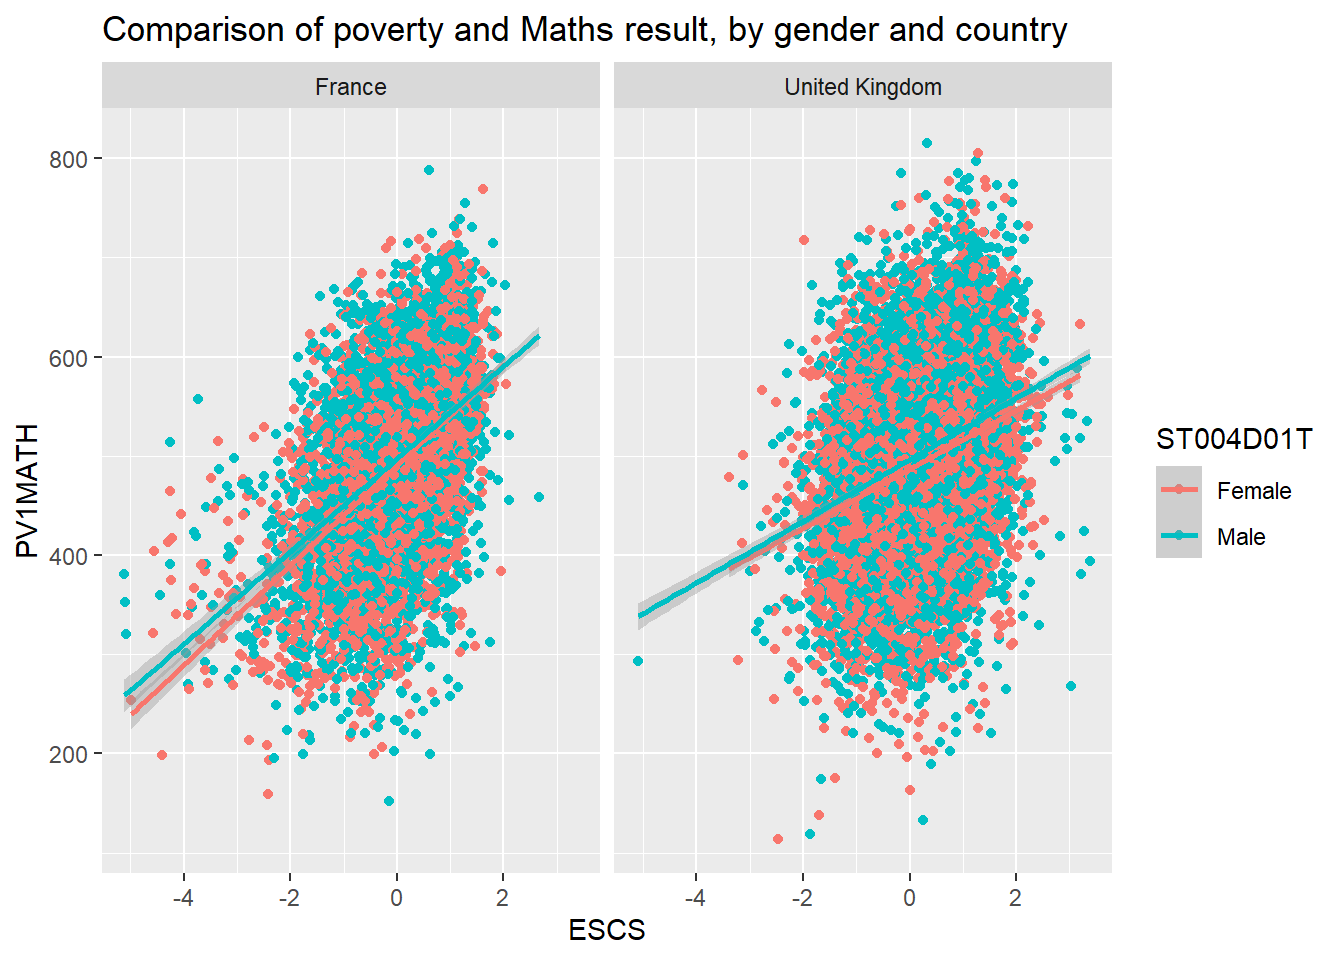 Comparison of poverty and Maths result, by gender and country
France
United Kingdom
800
600
400
200
PV1MATH
-4 -2 0 2
-4 -2 0 2
ESCS
ST004D01T
Female
Male